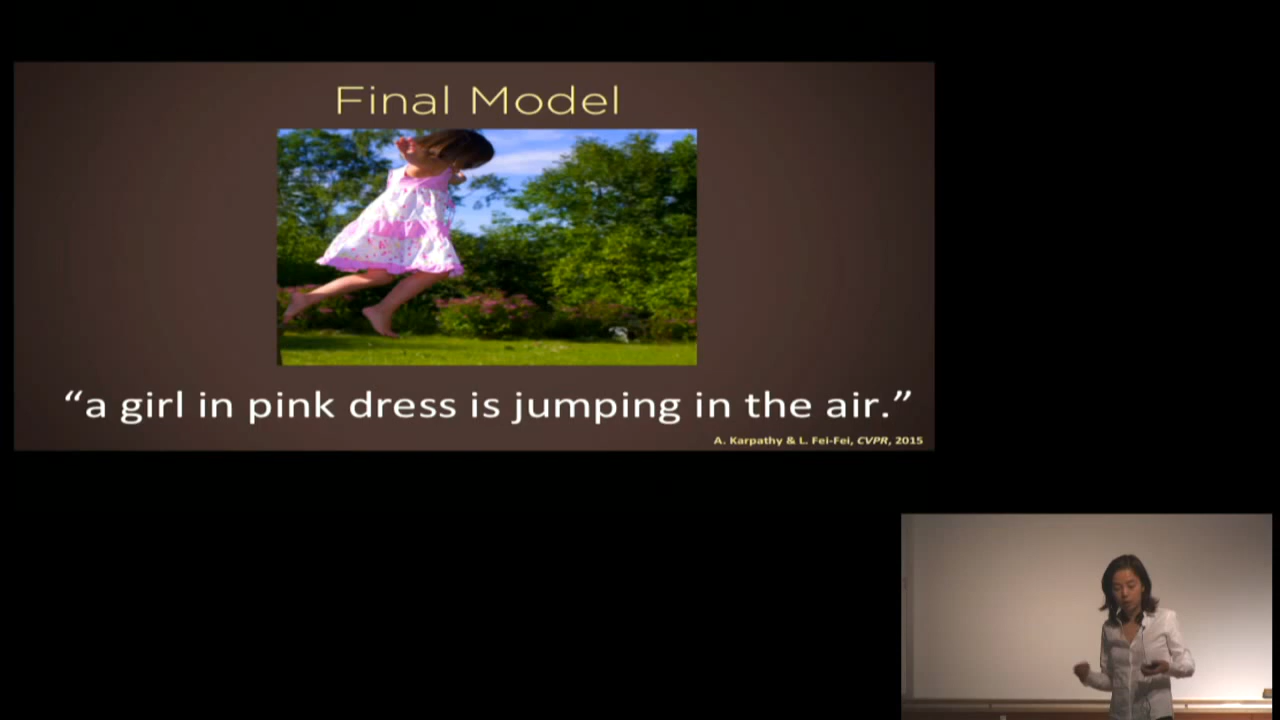 Final Model
“a girl in pink dress is jumping in the air.”
A. Karpathy & L. Fei-Fei, CVPR, 2015